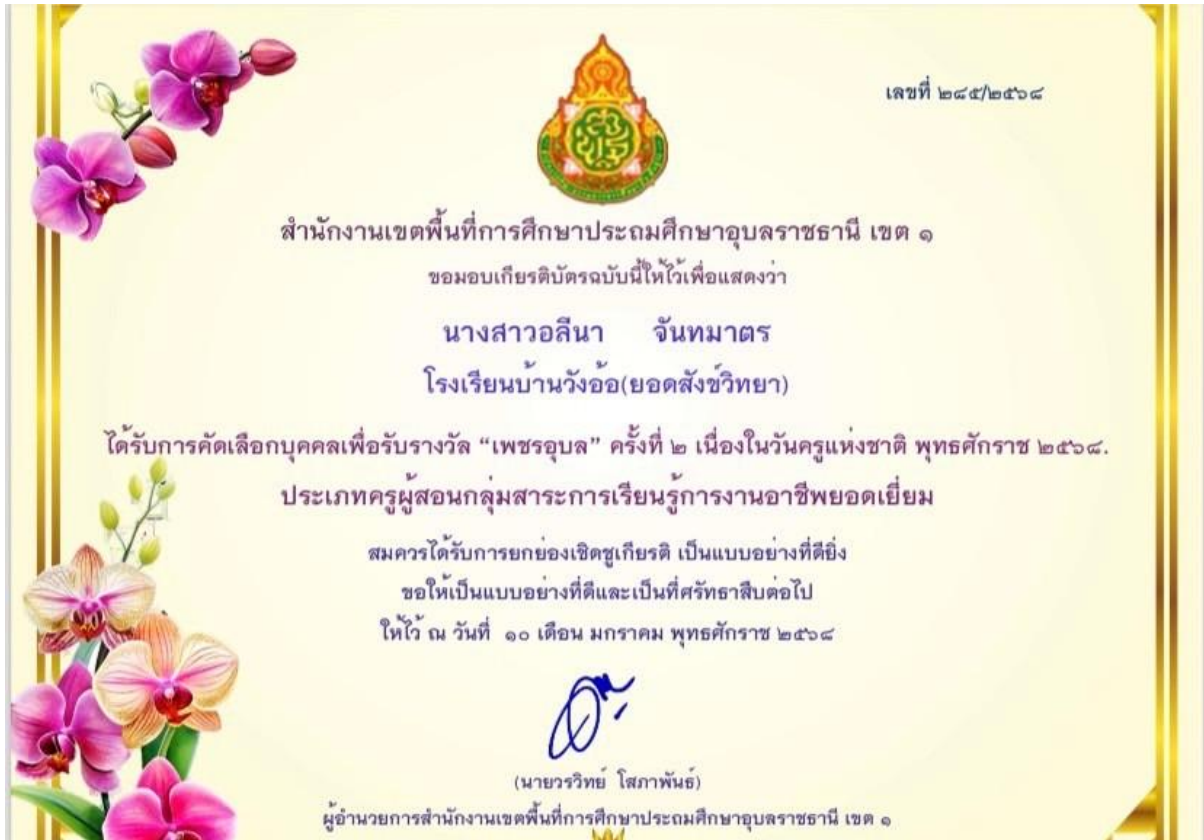 เลขที่ ๒๘๕/๒๕๖๘
สำนักงานเขตพื้นที่การศึกษาประถมศึกษาอุบลราชธานี เขต ๑
ขอมอบเกียรติบัตรฉบับนี้ให้ไว้เพื่อแสดงว่า
นางสาวอลีนา จันทมาตร
โรงเรียนบ้านวังอ้อ(ยอดสังข์วิทยา)
ได้รับการคัดเลือกบุคคลเพื่อรับรางวัล “เพชรอุบล” ครั้งที่ ๒ เนื่องในวันครูแห่งชาติ พุทธศักราช ๒๕๖๘.
ประเภทครูผู้สอนกลุ่มสาระการเรียนรู้การงานอาชีพยอดเยี่ยม
สมควรได้รับการยกย่องเชิดชูเกียรติ เป็นแบบอย่างที่ดียิ่ง
ขอให้เป็นแบบอย่างที่ดีและเป็นที่ศรัทธาสืบต่อไป
ให้ไว้ ณ วันที่ ๑๐ เดือน มกราคม พุทธศักราช ๒๕๖๘
(นายวรวิทย์ โสภาพันธ์)
ผู้อำนวยการสำนักงานเขตพื้นที่การศึกษาประถมศึกษาอุบลราชธานี เขต ๑